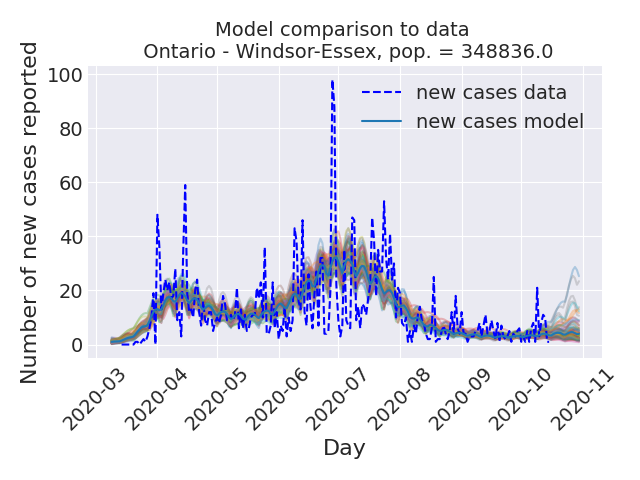 Model comparison to data
Ontario - Windsor-Essex, pop. = 348836.0
Number of new cases reported
100
80
60
40
20
0
new cases data
new cases model
2020-03
2020-04
2020-05
2020-06
2020-07
2020-08
2020-09
2020-10
2020-11
Day